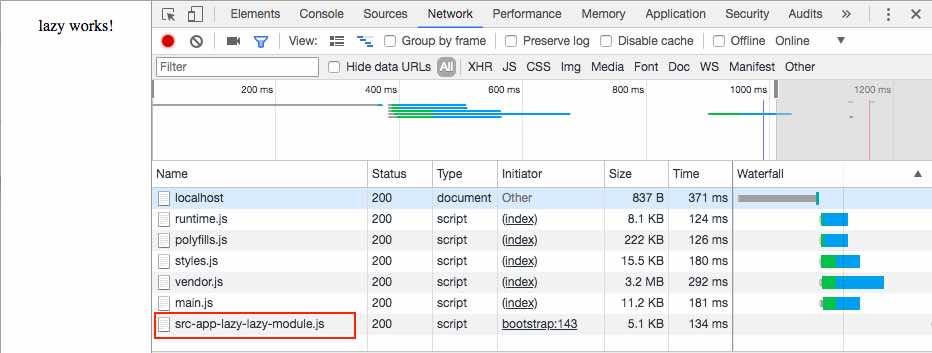 lazy works!
Elements Console Sources Network Performance Memory Application Security Audits
View: Group by frame Preserve log Disable cache Offline Online
Filter Hide data URLs All XHR JS CSS Img Media Font Doc WS Manifest Other
200 ms 400 ms 600 ms 800 ms 1000 ms 1200 ms
Name Status Type Initiator Size Time Waterfall
localhost 200 document Other 837 B 371 ms
runtime.js 200 script (index) 8.1 KB 124 ms
polyfills.js 200 script (index) 222 KB 126 ms
styles.js 200 script (index) 15.5 KB 180 ms
vendor.js 200 script (index) 3.2 MB 292 ms
main.js 200 script (index) 11.2 KB 181 ms
src-app-lazy-lazy-module.js 200 script bootstrap:143 5.1 KB 134 ms